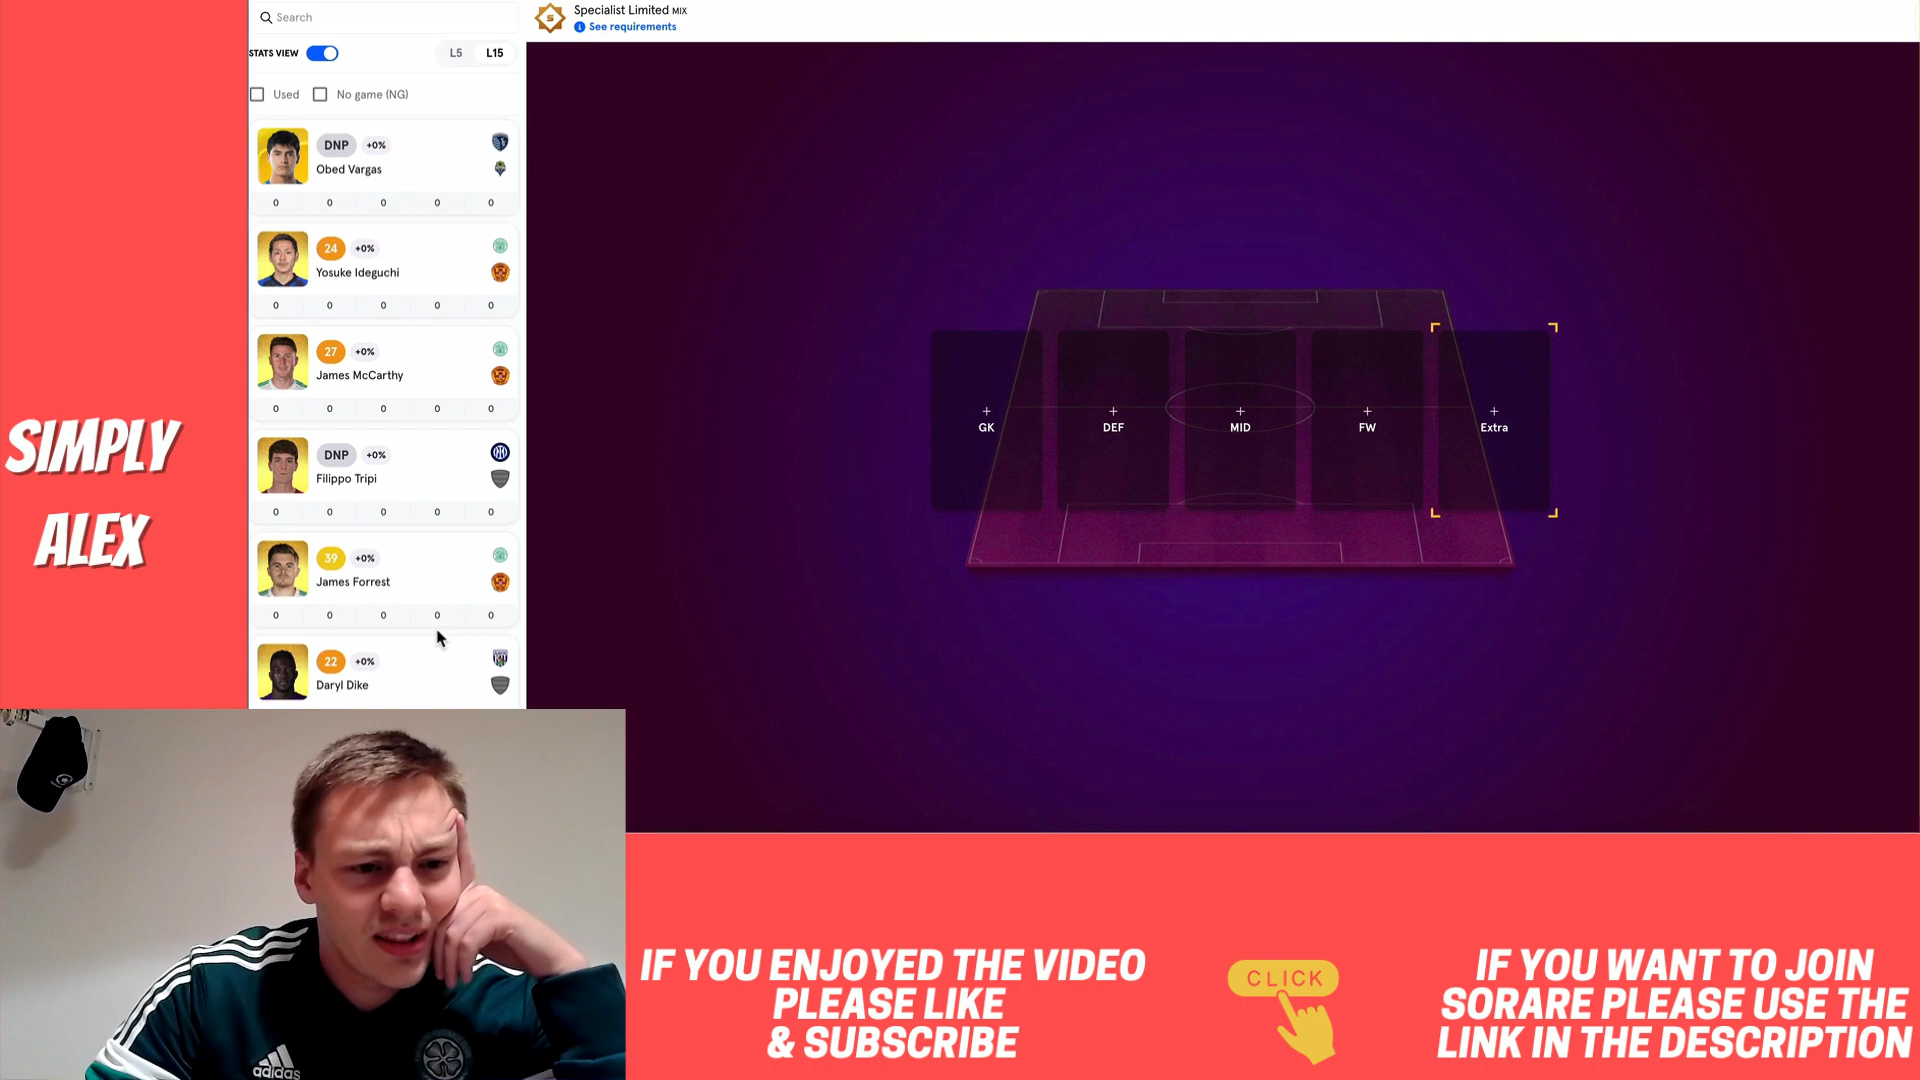 Search
STATS VIEW
L5 L15
Used No game (NG)
DNP +0%
Obed Vargas
0 0 0 0 0
24 +0%
Yosuke Ideguchi
0 0 0 0 0
27 +0%
James McCarthy
0 0 0 0 0
DNP +0%
Filippo Tripi
0 0 0 0 0
39 +0%
James Forrest
0 0 0 0 0
22 +0%
Daryl Dike
S
Specialist Limited MIX
i See requirements
+ + + + +
GK DEF MID FW Extra
SIMPLY
ALEX
adidas
IF YOU ENJOYED THE VIDEO
PLEASE LIKE
& SUBSCRIBE
CLICK
IF YOU WANT TO JOIN
SORARE PLEASE USE THE
LINK IN THE DESCRIPTION